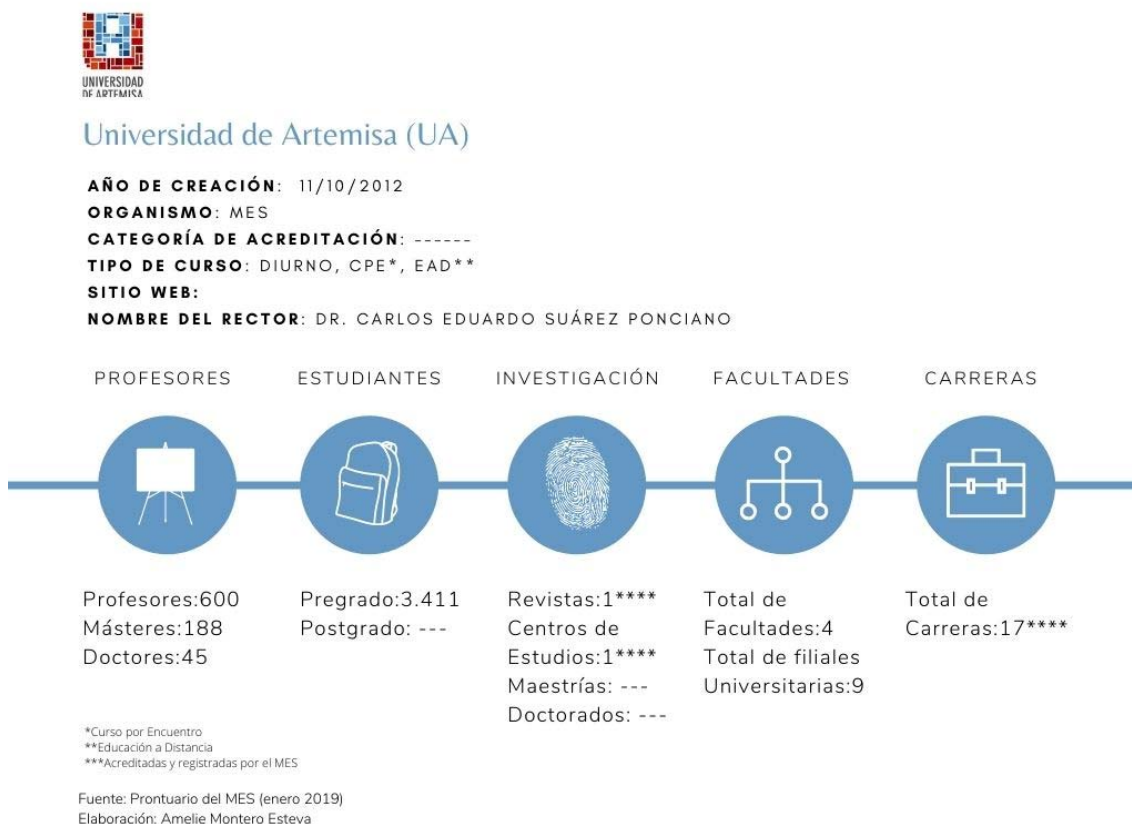 UNIVERSIDAD
DE ARTEMISA
Universidad de Artemisa (UA)
AÑO DE CREACIÓN: 11/10/2012
ORGANISMO: MES
CATEGORÍA DE ACREDITACIÓN: ------
TIPO DE CURSO: DIURNO, CPE*, EAD**
SITIO WEB:
NOMBRE DEL RECTOR: DR. CARLOS EDUARDO SUÁREZ PONCIANO
PROFESORES
ESTUDIANTES
INVESTIGACIÓN
FACULTADES
CARRERAS
Profesores:600
Másteres:188
Doctores:45
Pregrado:3.411
Postgrado: ---
Revistas:1****
Centros de
Estudios:1****
Maestrías: ---
Doctorados: ---
Total de
Facultades:4
Total de filiales
Universitarias:9
Total de
Carreras:17****
*Curso por Encuentro
**Educación a Distancia
***Acreditadas y registradas por el MES
Fuente: Prontuario del MES (enero 2019)
Elaboración: Amelie Montero Esteva